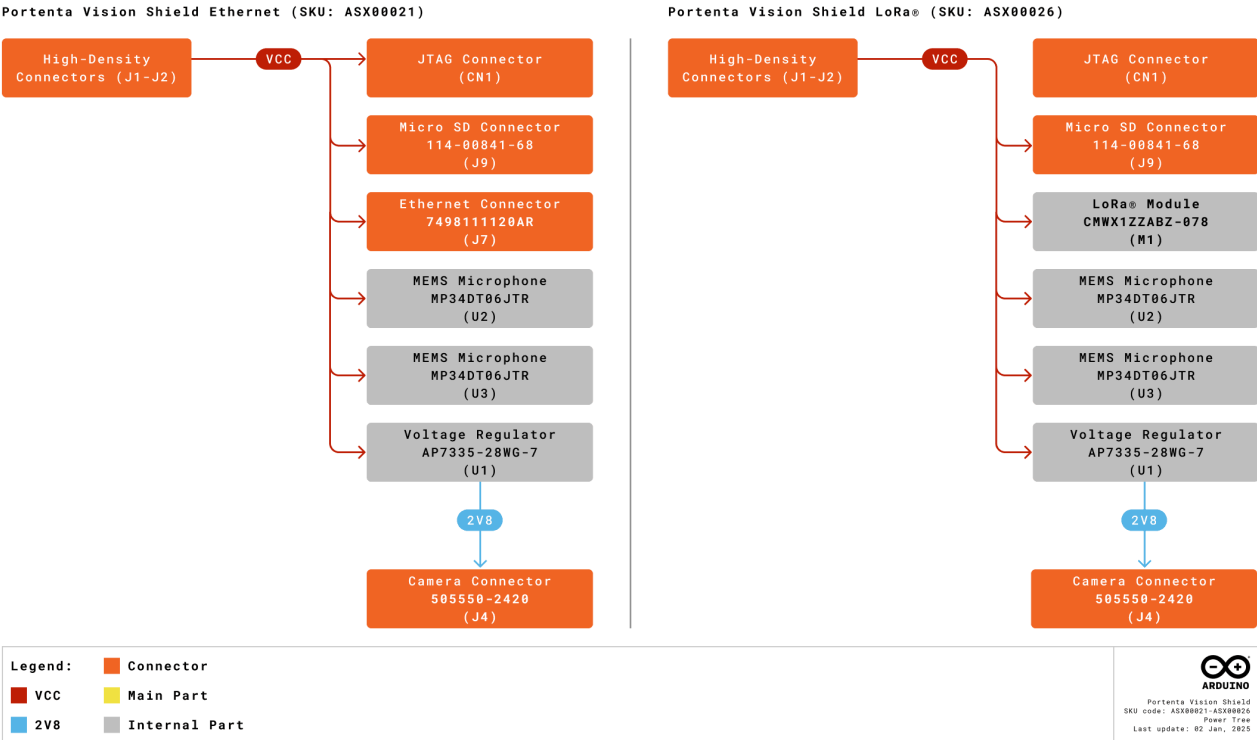 Portenta Vision Shield Ethernet (SKU: ASX00021)
High-Density
Connectors (J1-J2)
VCC
JTAG Connector
(CN1)
Micro SD Connector
114-00841-68
(J9)
Ethernet Connector
7498111120AR
(J7)
MEMS Microphone
MP34DT06JTR
(U2)
MEMS Microphone
MP34DT06JTR
(U3)
Voltage Regulator
AP7335-28WG-7
(U1)
2V8
Camera Connector
505550-2420
(J4)
Portenta Vision Shield LoRa® (SKU: ASX00026)
High-Density
Connectors (J1-J2)
VCC
JTAG Connector
(CN1)
Micro SD Connector
114-00841-68
(J9)
LoRa® Module
CMWX1ZZABZ-078
(M1)
MEMS Microphone
MP34DT06JTR
(U2)
MEMS Microphone
MP34DT06JTR
(U3)
Voltage Regulator
AP7335-28WG-7
(U1)
2V8
Camera Connector
505550-2420
(J4)
Legend:
Connector
VCC
Main Part
2V8
Internal Part
ARDUINO
Portenta Vision Shield
SKU code: ASX00021-ASX00026
Power Tree
Last update: 02 Jan, 2025